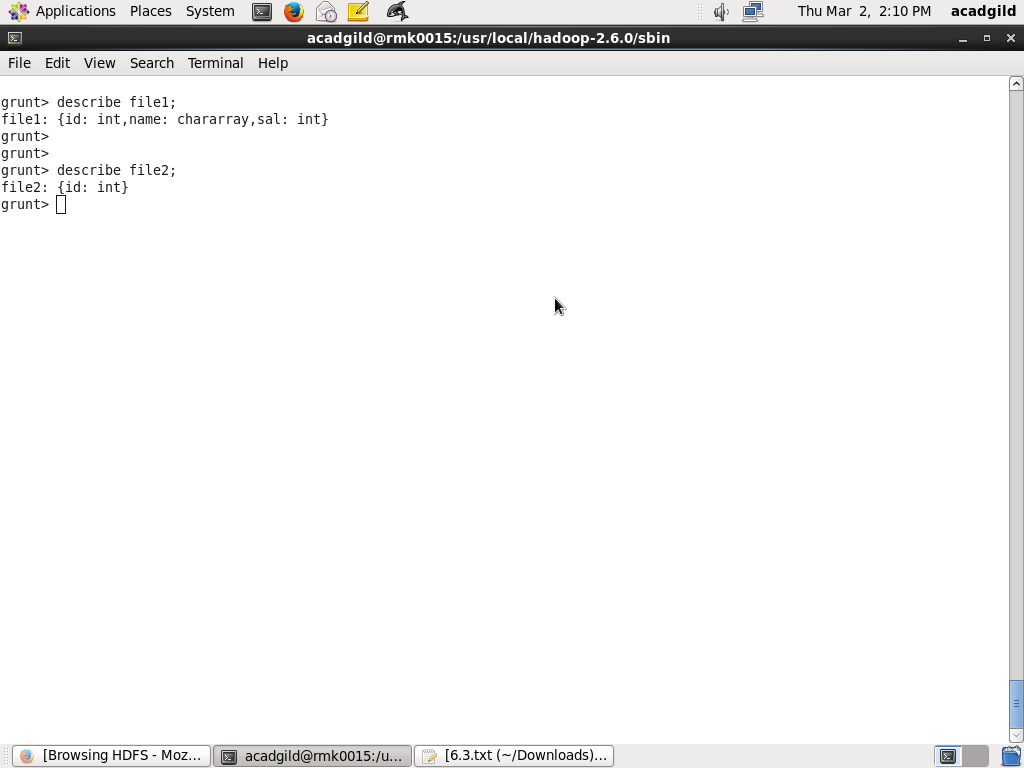 Applications Places System Thu Mar 2, 2:10 PM acadgild
acadgild@rmk0015:/usr/local/hadoop-2.6.0/sbin
File Edit View Search Terminal Help
grunt> describe file1;
file1: {id: int,name: chararray,sal: int}
grunt>
grunt>
grunt> describe file2;
file2: {id: int}
grunt>
[Browsing HDFS - Moz... acadgild@rmk0015:/u... [6.3.txt (~/Downloads)...